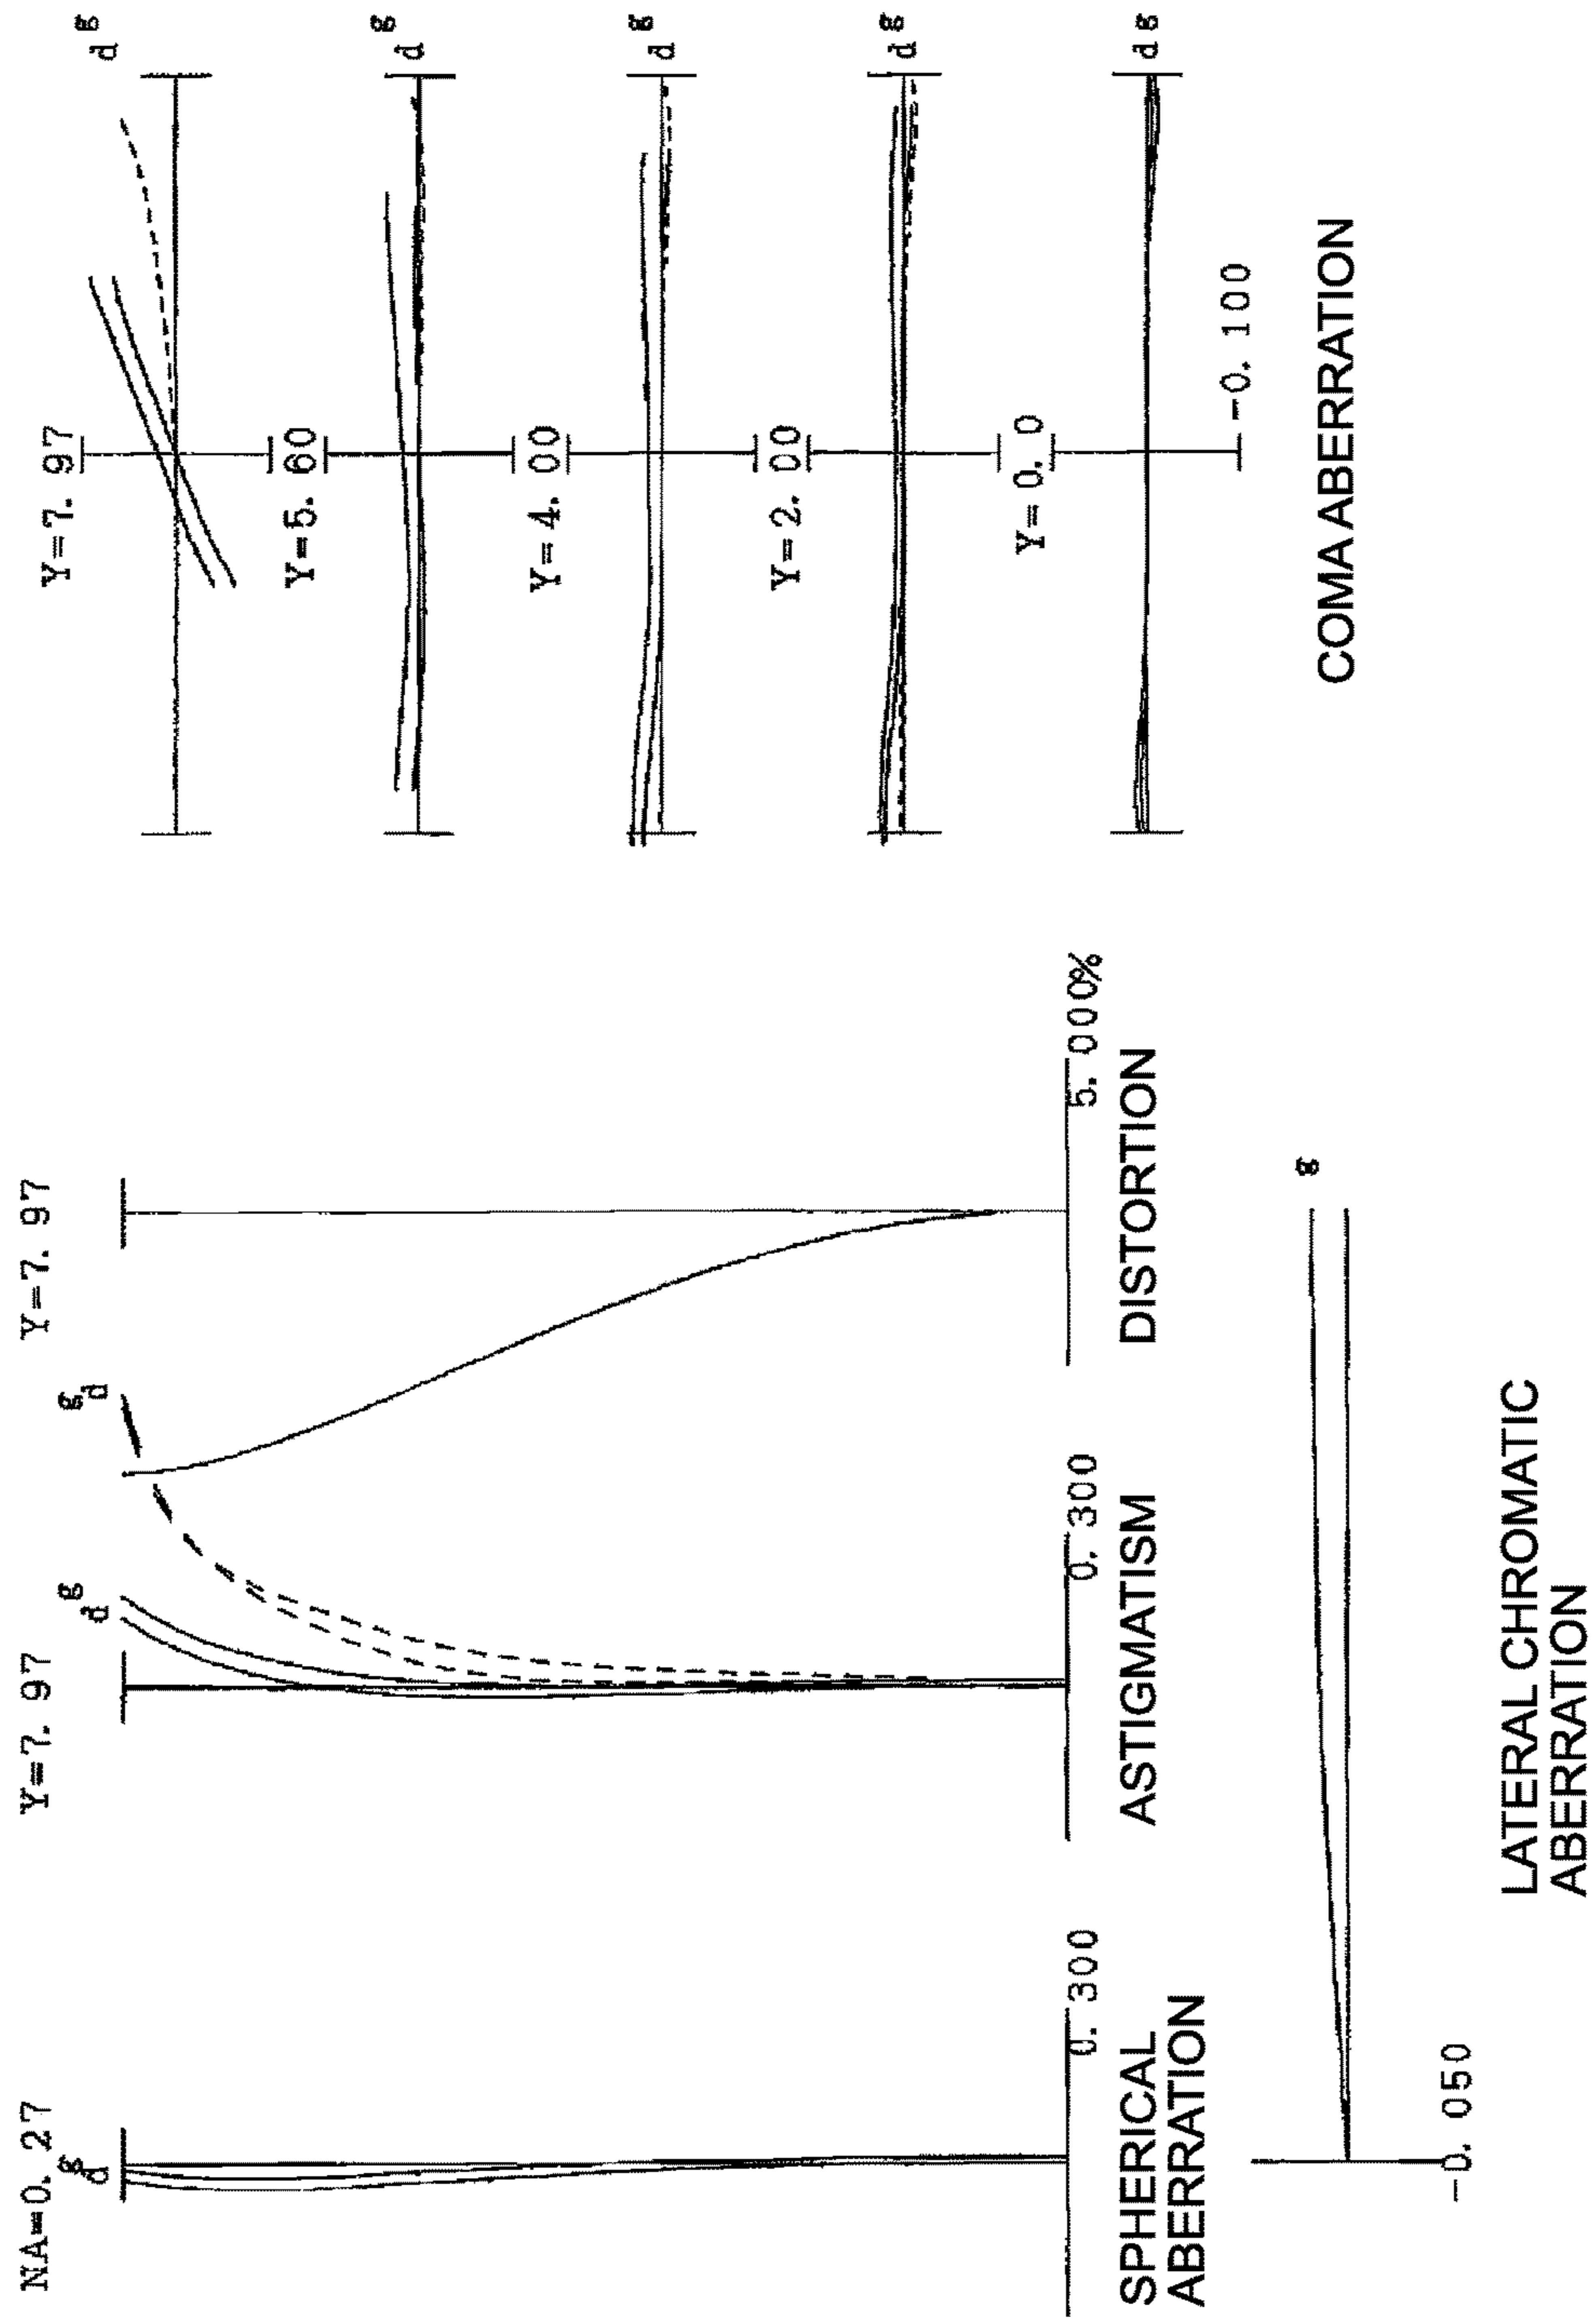 NA=0. 27
g
d
0. 300
SPHERICAL
ABERRATION
Y=7. 97
g
d
g
d
0. 300
ASTIGMATISM
Y=7. 97
5. 000%
DISTORTION
g
-0. 050
LATERAL CHROMATIC
ABERRATION
Y=7. 97
g
d
Y=5. 60
g
d
Y=4. 00
g
d
Y=2. 00
g
d
Y=0. 0
g
d
-0. 100
COMA ABERRATION